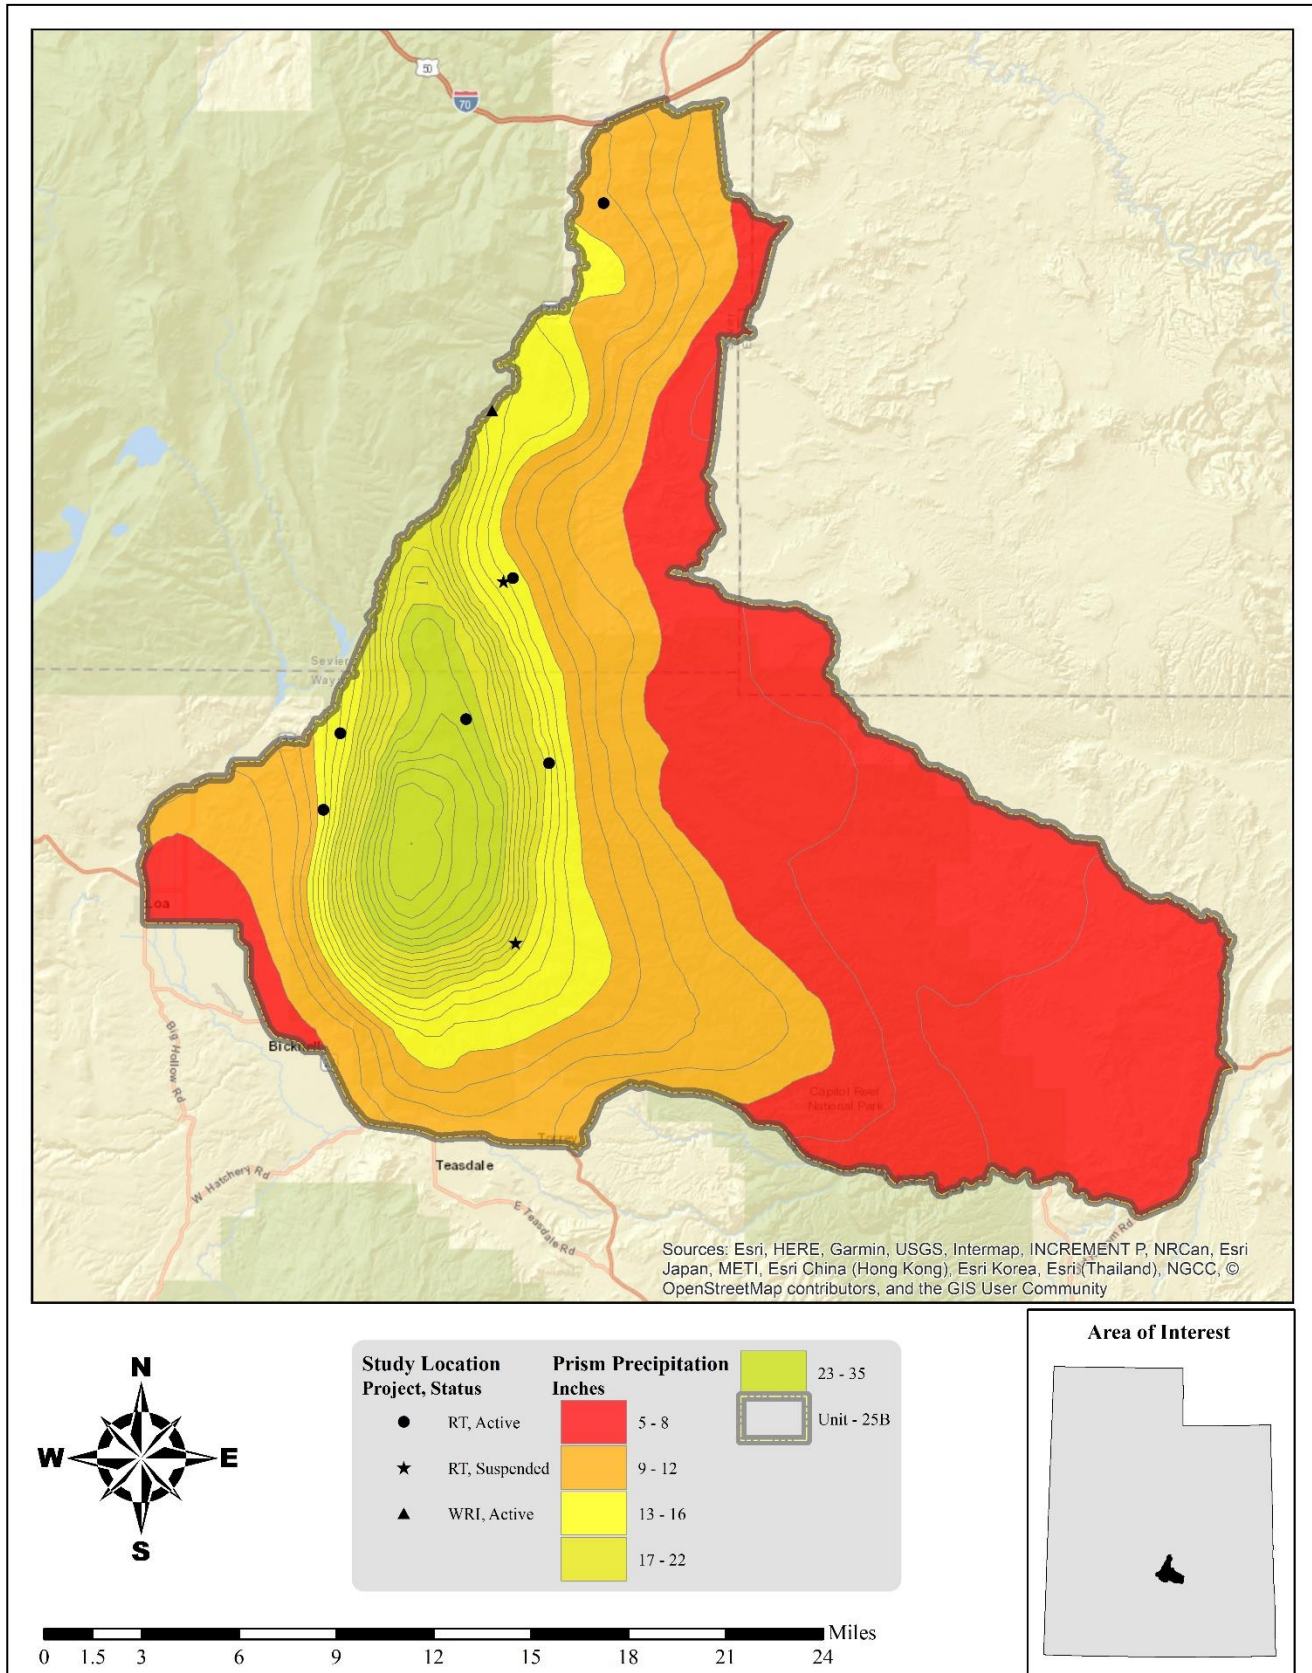 50
70
Sevier
Way
Loa
Bickn
Big Hollow Rd
Capitol Reef
National Park
Torrey
Teasdale
W Hatchery Rd
E Teasdale Rd
Rd
Sources: Esri, HERE, Garmin, USGS, Intermap, INCREMENT P, NRCan, Esri
Japan, METI, Esri China (Hong Kong), Esri Korea, Esri (Thailand), NGCC, ©
OpenStreetMap contributors, and the GIS User Community
N
W E
S
Study Location
Project, Status
RT, Active
RT, Suspended
WRI, Active
Prism Precipitation
Inches
5 - 8
9 - 12
13 - 16
17 - 22
23 - 35
Unit - 25B
Area of Interest
Miles
0 1.5 3 6 9 12 15 18 21 24